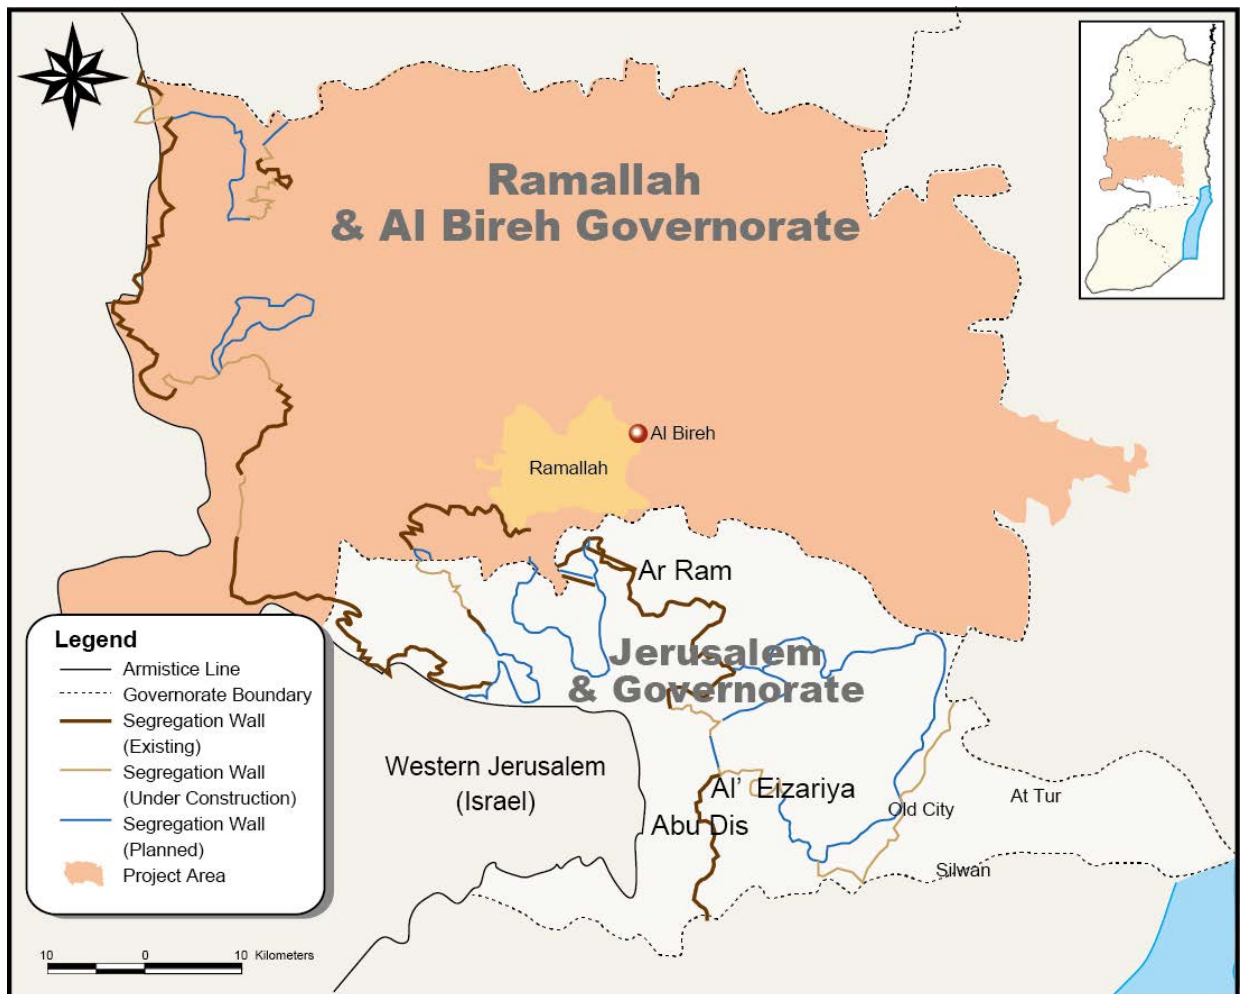 Ramallah
& Al Bireh Governorate
Al Bireh
Ramallah
Ar Ram
Jerusalem
& Governorate
Western Jerusalem
(Israel)
Al’ Eizariya
Abu Dis
Old City
At Tur
Silwan
Legend
Armistice Line
Governorate Boundary
Segregation Wall
(Existing)
Segregation Wall
(Under Construction)
Segregation Wall
(Planned)
Project Area
10 0 10 Kilometers